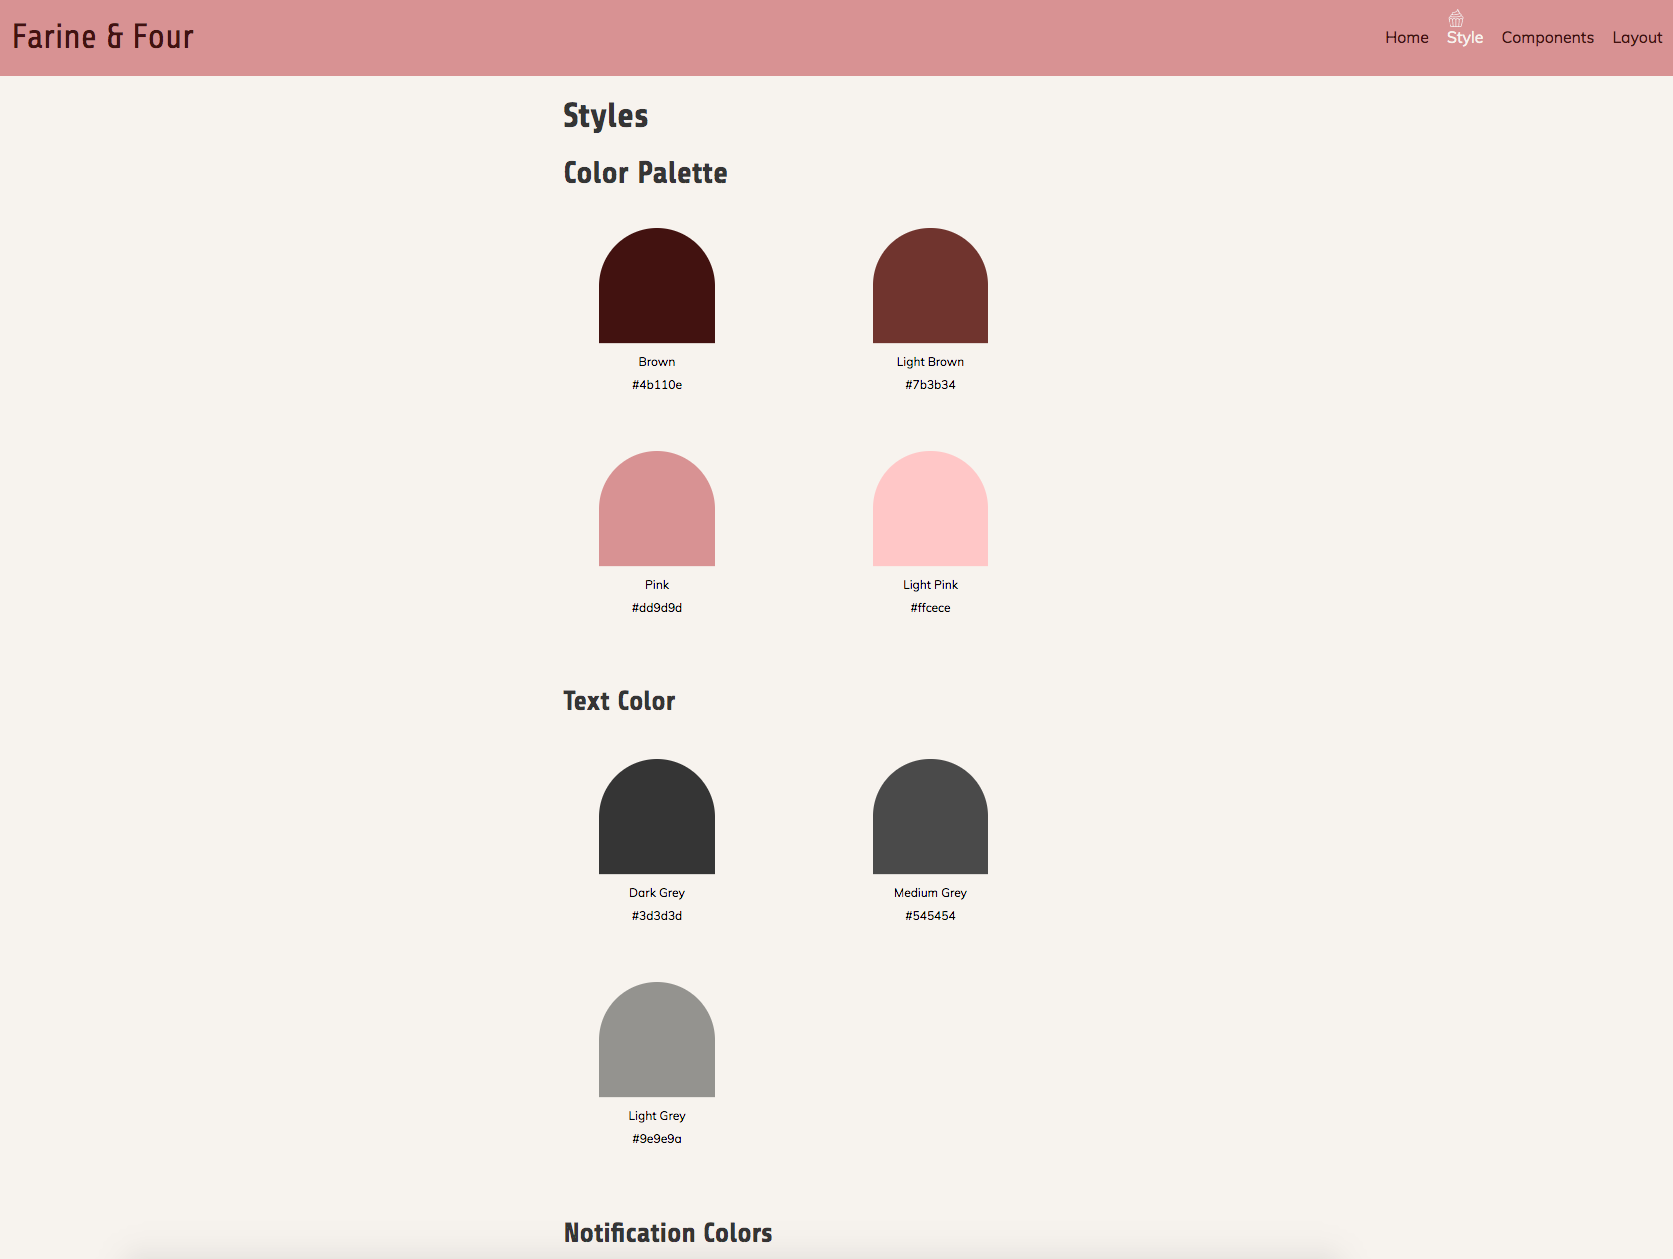 Farine & Four
Home Style Components Layout
Styles
Color Palette
Brown Light Brown
#4b110e #7b3b34
Pink Light Pink
#dd9d9d #ffcece
Text Color
Dark Grey Medium Grey
#3d3d3d #545454
Light Grey
#9e9e9a
Notification Colors